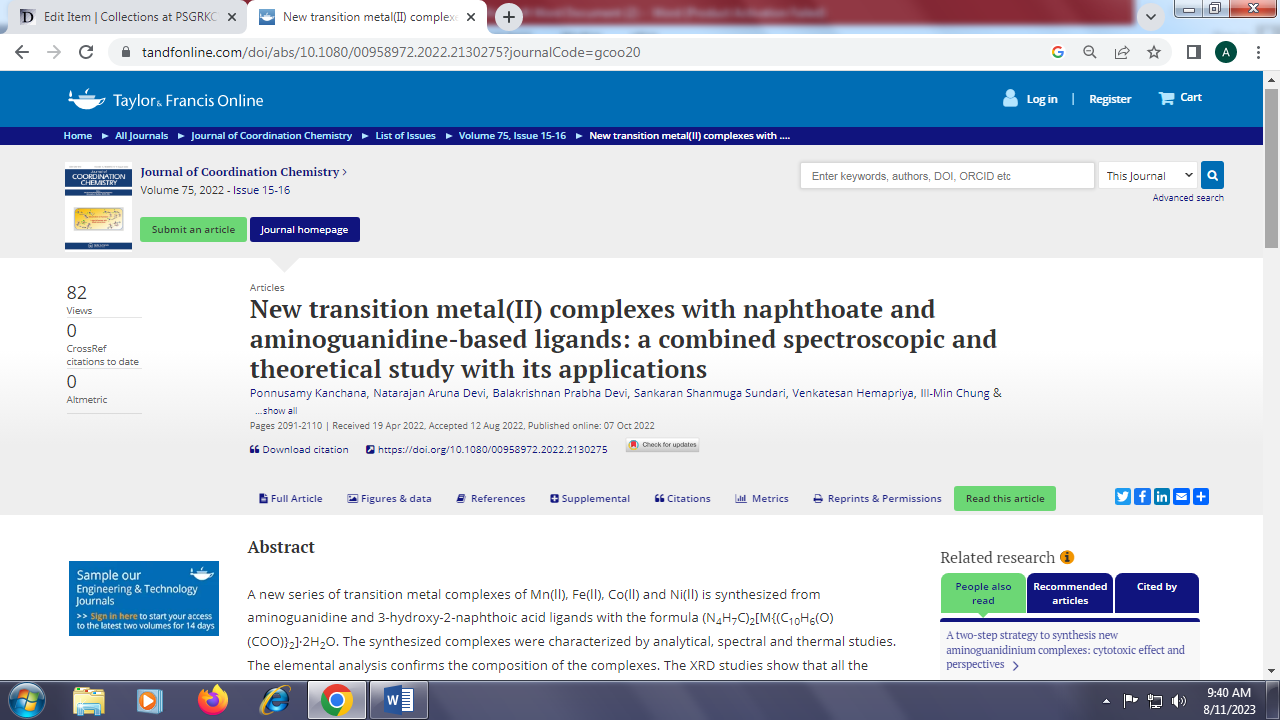 Edit Item | Collections at PSGRKC
New transition metal(II) complexe
tandfonline.com/doi/abs/10.1080/00958972.2022.2130275?journalCode=gcoo20
A
Taylor & Francis Online
Log in | Register Cart
Home ► All Journals ► Journal of Coordination Chemistry ► List of Issues ► Volume 75, Issue 15-16 ► New transition metal(II) complexes with ....
COORDINATION
CHEMISTRY
Journal of Coordination Chemistry ›
Volume 75, 2022 - Issue 15-16
Submit an article Journal homepage
Enter keywords, authors, DOI, ORCID etc This Journal
Advanced search
82
Views
0
CrossRef
citations to date
0
Altmetric
Articles
New transition metal(II) complexes with naphthoate and
aminoguanidine-based ligands: a combined spectroscopic and
theoretical study with its applications
Ponnusamy Kanchana, Natarajan Aruna Devi, Balakrishnan Prabha Devi, Sankaran Shanmuga Sundari, Venkatesan Hemapriya, Ill-Min Chung &
...show all
Pages 2091-2110 | Received 19 Apr 2022, Accepted 12 Aug 2022, Published online: 07 Oct 2022
Download citation https://doi.org/10.1080/00958972.2022.2130275 Check for updates
Full Article Figures & data References Supplemental Citations Metrics Reprints & Permissions Read this article
Sample our
Engineering & Technology
Journals
>> Sign in here to start your access
to the latest two volumes for 14 days
Abstract
A new series of transition metal complexes of Mn(II), Fe(II), Co(II) and Ni(II) is synthesized from
aminoguanidine and 3-hydroxy-2-naphthoic acid ligands with the formula (N₄H₇C)₂[M{(C₁₀H₆(O)
(COO)}₂]·2H₂O. The synthesized complexes were characterized by analytical, spectral and thermal studies.
The elemental analysis confirms the composition of the complexes. The XRD studies show that all the
Related research
People also
read
Recommended
articles
Cited by
A two-step strategy to synthesis new
aminoguanidinium complexes: cytotoxic effect and
perspectives
9:40 AM
8/11/2023